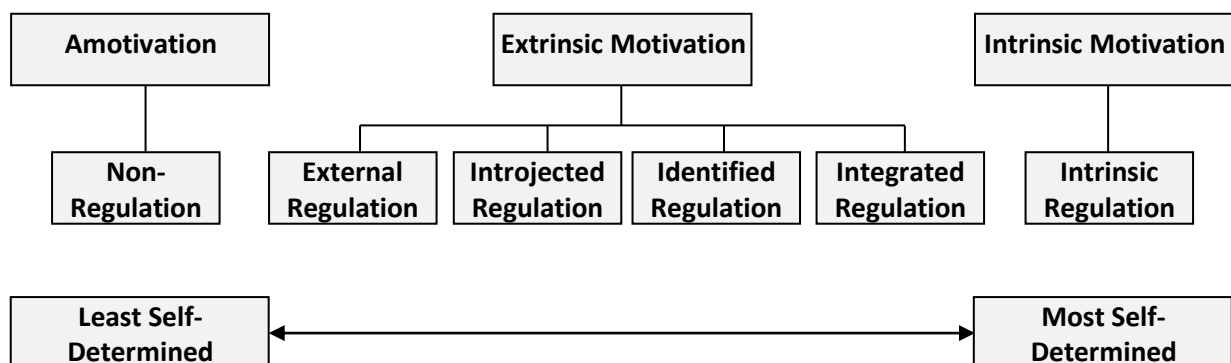 Amotivation
Extrinsic Motivation
Intrinsic Motivation
Non-
Regulation
External
Regulation
Introjected
Regulation
Identified
Regulation
Integrated
Regulation
Intrinsic
Regulation
Least Self-
Determined
Most Self-
Determined